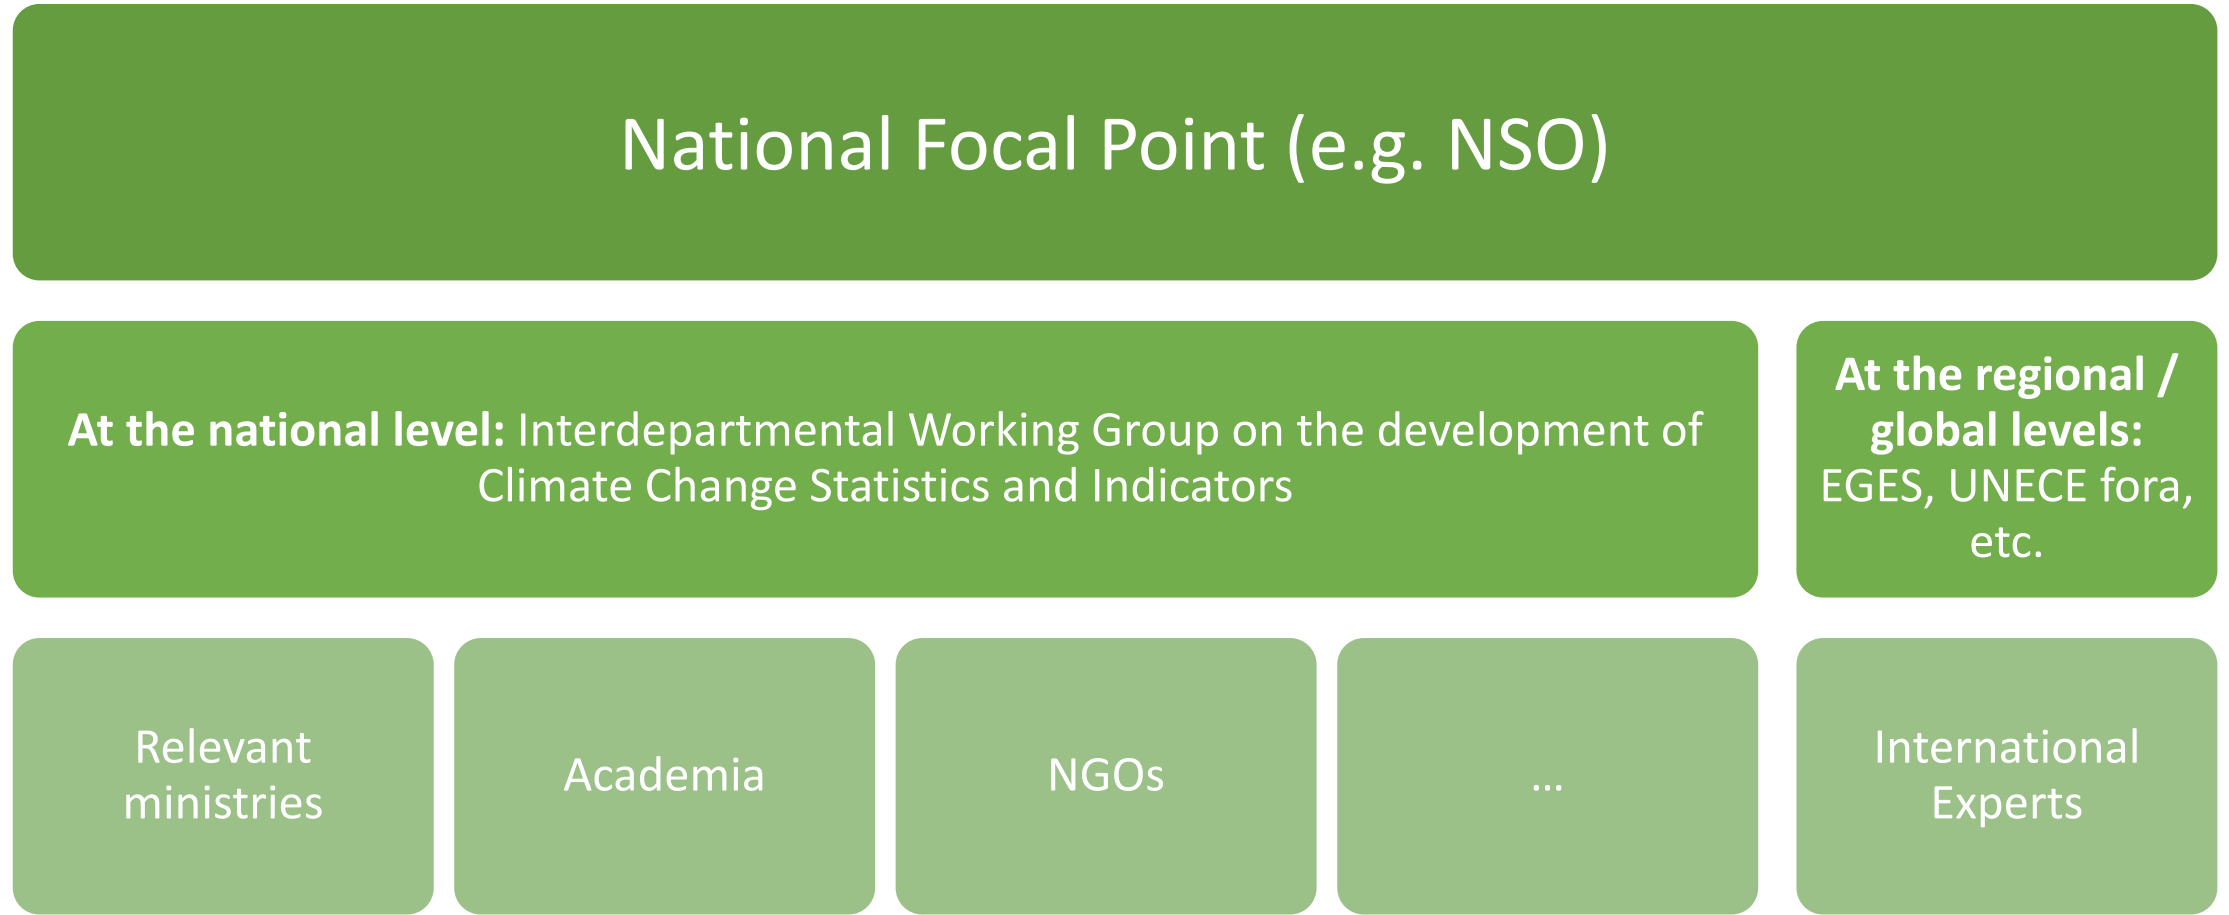 National Focal Point (e.g. NSO)
At the national level: Interdepartmental Working Group on the development of
Climate Change Statistics and Indicators
At the regional /
global levels:
EGES, UNECE fora,
etc.
Relevant
ministries
Academia
NGOs
...
International
Experts